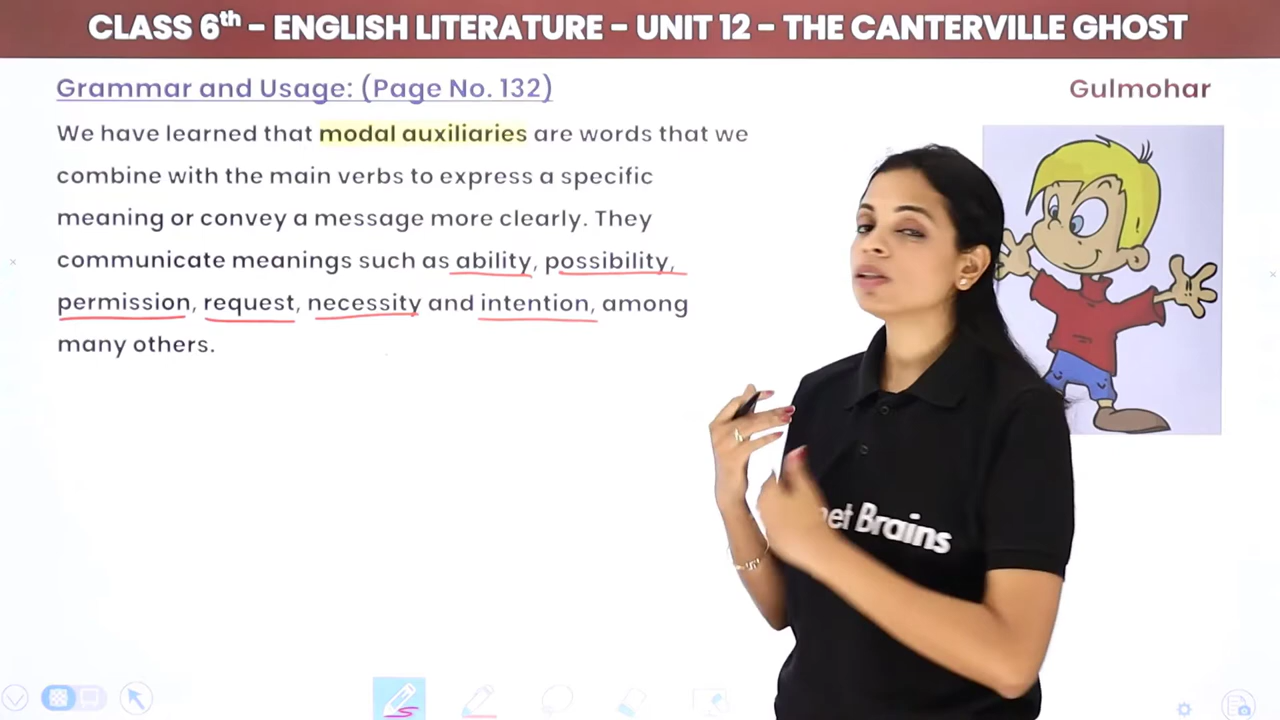 CLASS 6th – ENGLISH LITERATURE – UNIT 12 – THE CANTERVILLE GHOST
Grammar and Usage: (Page No. 132)
Gulmohar
We have learned that modal auxiliaries are words that we
combine with the main verbs to express a specific
meaning or convey a message more clearly. They
communicate meanings such as ability, possibility,
permission, request, necessity and intention, among
many others.
Brains